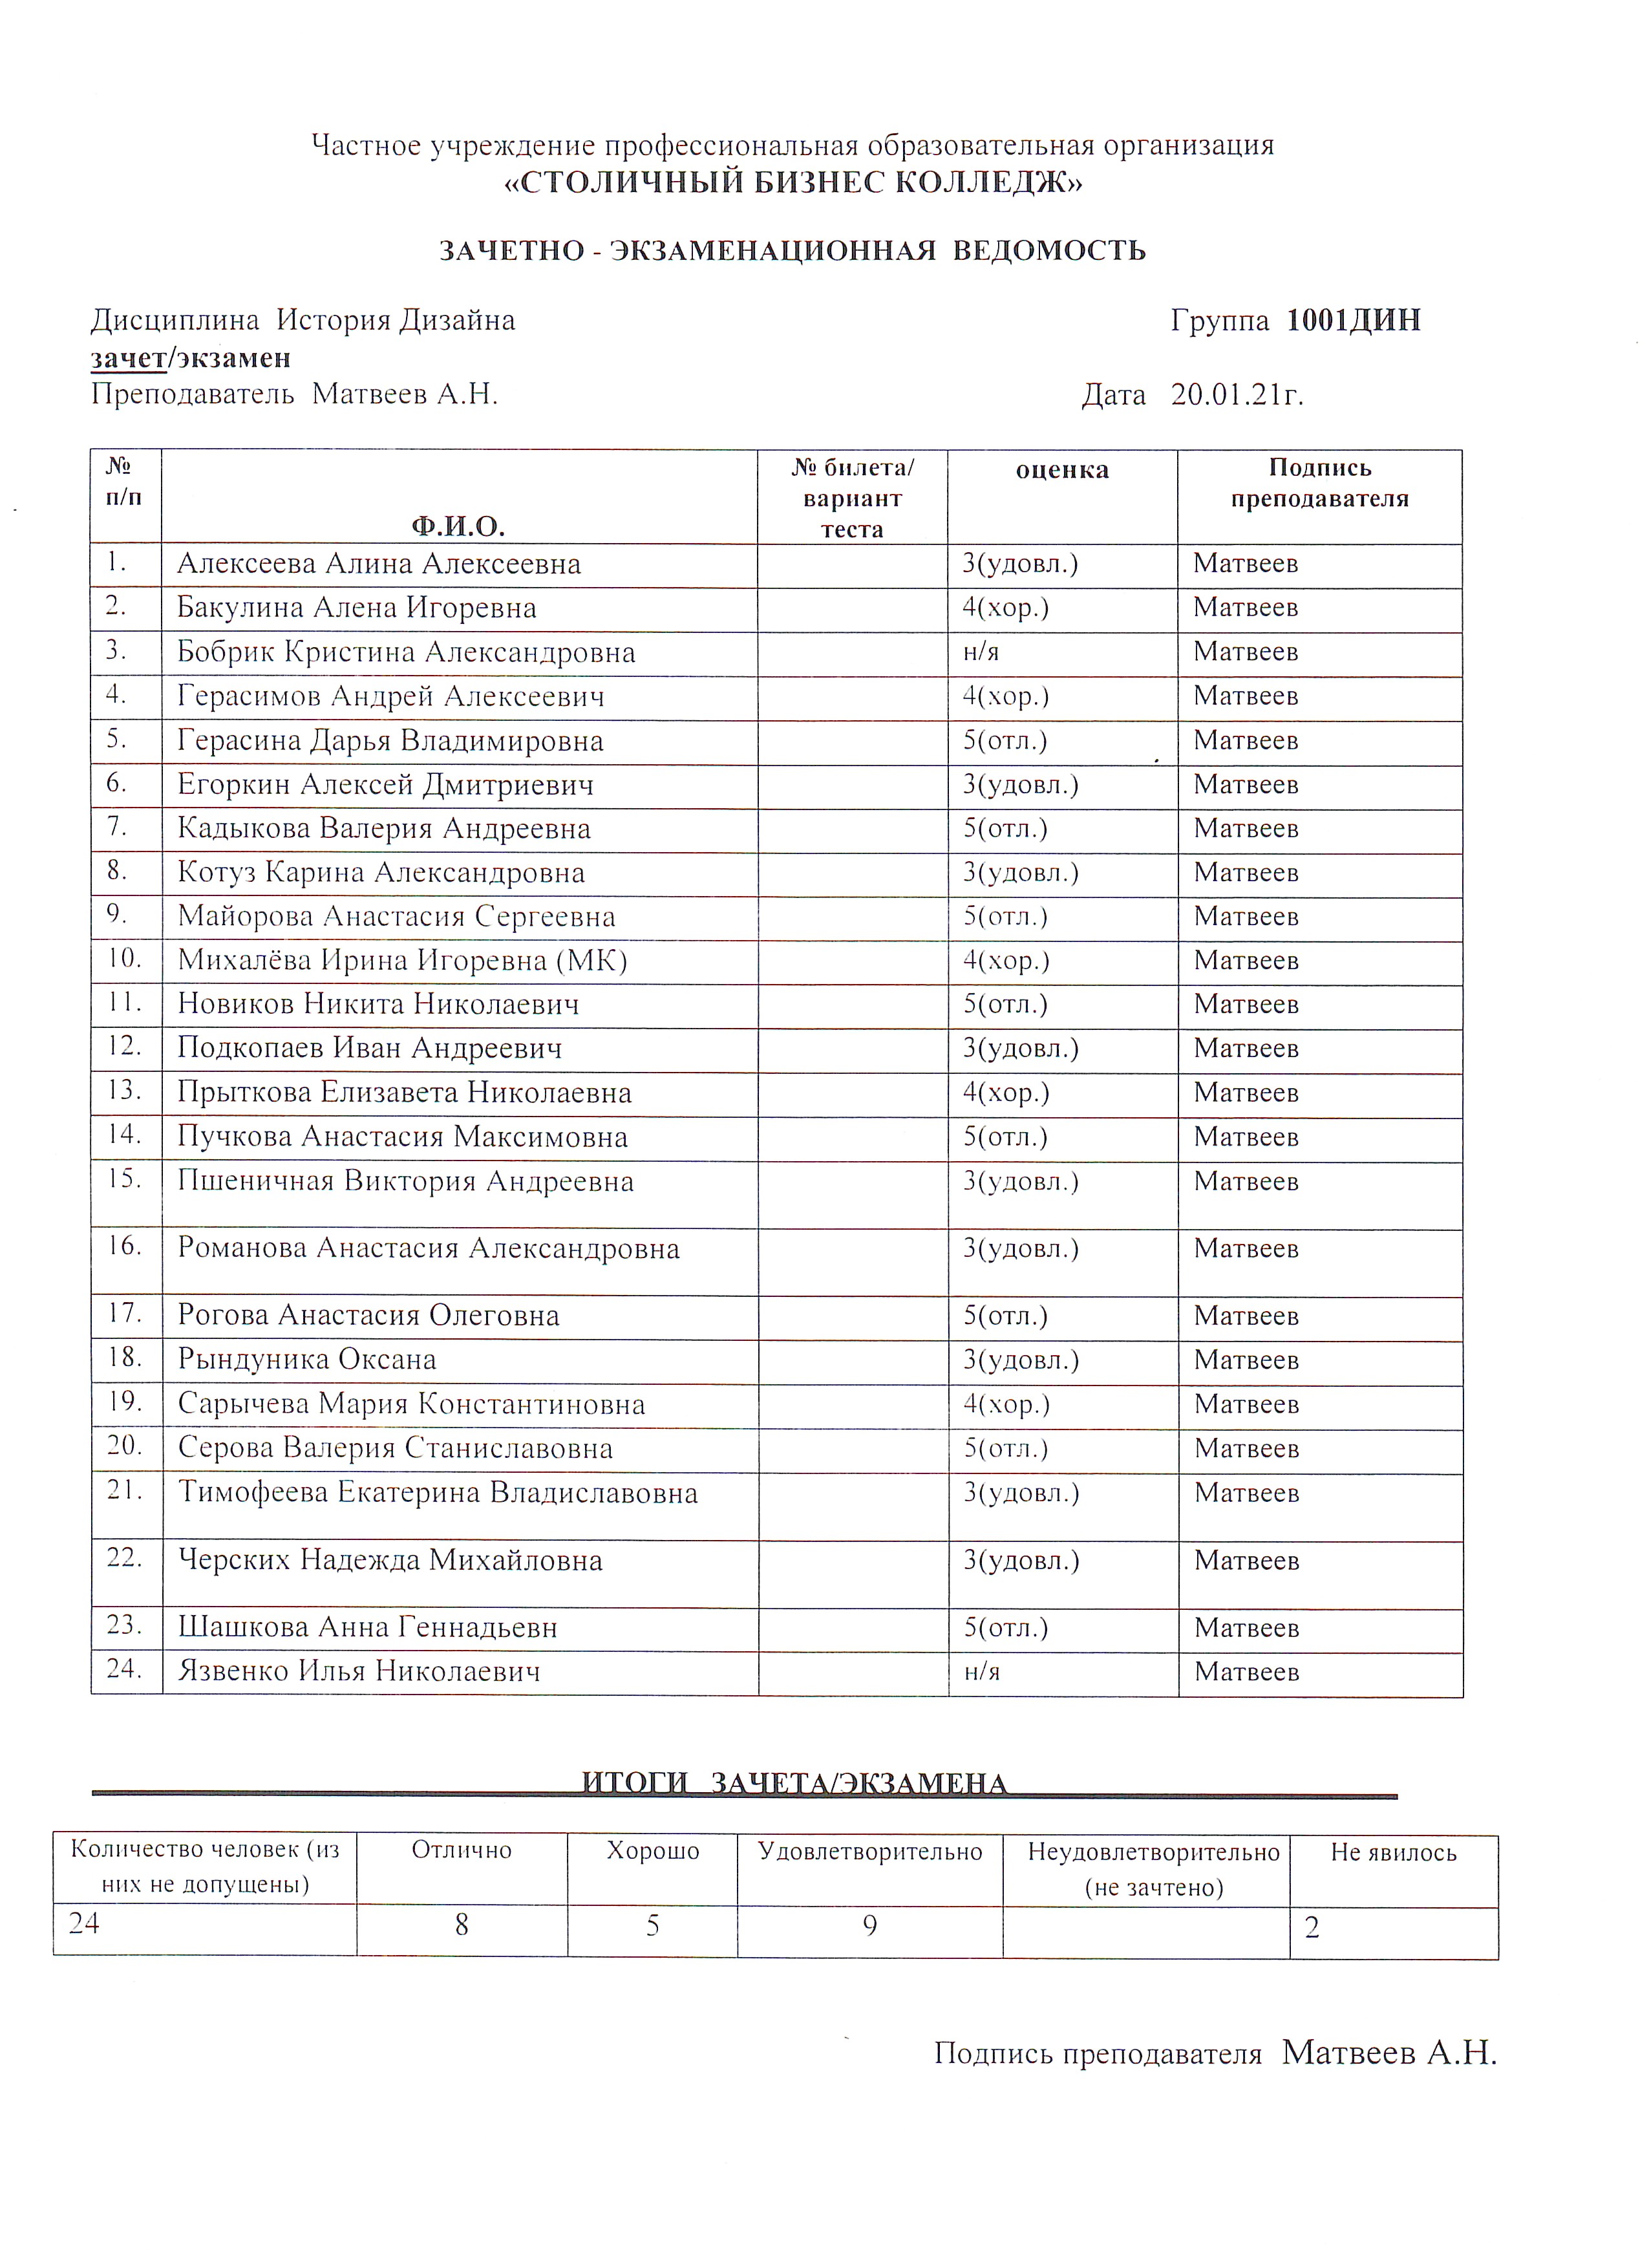 Частное учреждение профессиональная образовательная организация
«СТОЛИЧНЫЙ БИЗНЕС КОЛЛЕДЖ»
ЗАЧЕТНО - ЭКЗАМЕНАЦИОННАЯ ВЕДОМОСТЬ
Дисциплина История Дизайна Группа 1001ДИН
зачет/экзамен
Преподаватель Матвеев А.Н. Дата 20.01.21г.
№ п/п Ф.И.О. № билета/ вариант теста оценка Подпись преподавателя
1. Алексеева Алина Алексеевна 3(удовл.) Матвеев
2. Бакулина Алена Игоревна 4(хор.) Матвеев
3. Бобрик Кристина Александровна н/я Матвеев
4. Герасимов Андрей Алексеевич 4(хор.) Матвеев
5. Герасина Дарья Владимировна 5(отл.) Матвеев
6. Егоркин Алексей Дмитриевич 3(удовл.) Матвеев
7. Кадыкова Валерия Андреевна 5(отл.) Матвеев
8. Котуз Карина Александровна 3(удовл.) Матвеев
9. Майорова Анастасия Сергеевна 5(отл.) Матвеев
10. Михалёва Ирина Игоревна (МК) 4(хор.) Матвеев
11. Новиков Никита Николаевич 5(отл.) Матвеев
12. Подкопаев Иван Андреевич 3(удовл.) Матвеев
13. Прыткова Елизавета Николаевна 4(хор.) Матвеев
14. Пучкова Анастасия Максимовна 5(отл.) Матвеев
15. Пшеничная Виктория Андреевна 3(удовл.) Матвеев
16. Романова Анастасия Александровна 3(удовл.) Матвеев
17. Рогова Анастасия Олеговна 5(отл.) Матвеев
18. Рындуника Оксана 3(удовл.) Матвеев
19. Сарычева Мария Константиновна 4(хор.) Матвеев
20. Серова Валерия Станиславовна 5(отл.) Матвеев
21. Тимофеева Екатерина Владиславовна 3(удовл.) Матвеев
22. Черских Надежда Михайловна 3(удовл.) Матвеев
23. Шашкова Анна Геннадьевн 5(отл.) Матвеев
24. Язвенко Илья Николаевич н/я Матвеев
ИТОГИ ЗАЧЕТА/ЭКЗАМЕНА
Количество человек (из них не допущены) Отлично Хорошо Удовлетворительно Неудовлетворительно (не зачтено) Не явилось
24 8 5 9 2
Подпись преподавателя Матвеев А.Н.